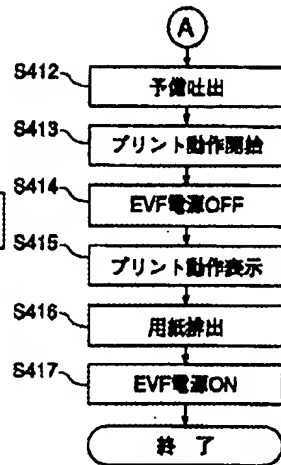 A
S412 予備吐出
S413 プリント動作開始
S414 EVF電源OFF
S415 プリント動作表示
S416 用紙排出
S417 EVF電源ON
終 了